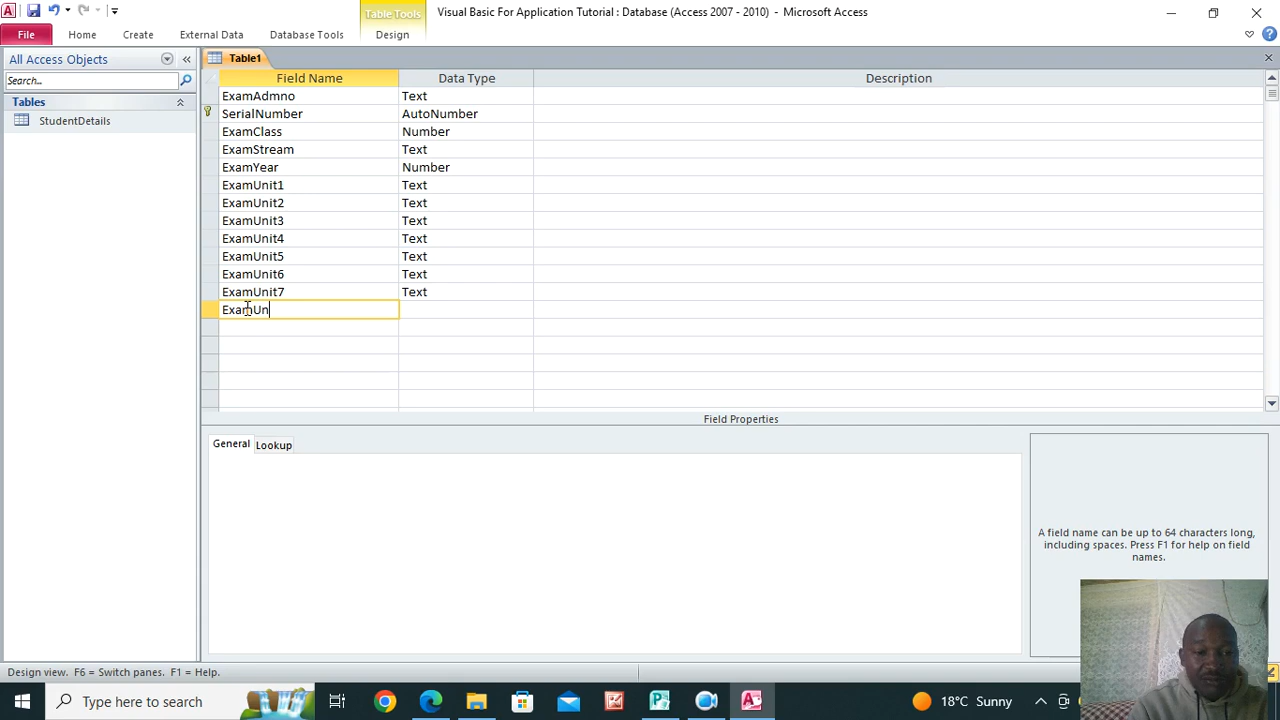 Table Tools
Visual Basic For Application Tutorial : Database (Access 2007 - 2010) - Microsoft Access
File
Home
Create
External Data
Database Tools
Design
All Access Objects
Search...
Tables
StudentDetails
Table1
Field Name Data Type Description
ExamAdmno Text
SerialNumber AutoNumber
ExamClass Number
ExamStream Text
ExamYear Number
ExamUnit1 Text
ExamUnit2 Text
ExamUnit3 Text
ExamUnit4 Text
ExamUnit5 Text
ExamUnit6 Text
ExamUnit7 Text
ExamUn
Field Properties
General Lookup
A field name can be up to 64 characters long,
including spaces. Press F1 for help on field
names.
Design view. F6 = Switch panes. F1 = Help.
Type here to search
18°C Sunny